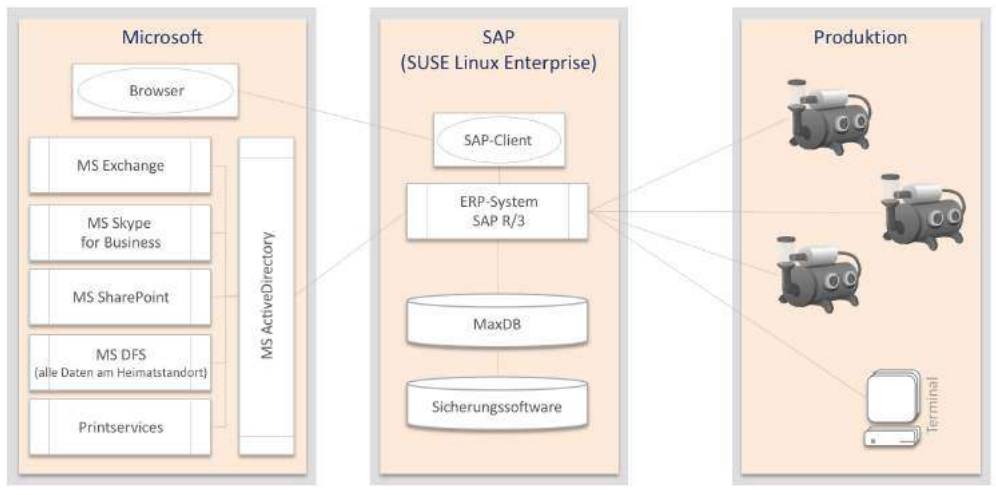 Microsoft
Browser
MS Exchange
MS Skype
for Business
MS SharePoint
MS DFS
(alle Daten am Heimatstandort)
Printservices
MS ActiveDirectory
SAP
(SUSE Linux Enterprise)
SAP-Client
ERP-System
SAP R/3
MaxDB
Sicherungssoftware
Produktion
Terminal